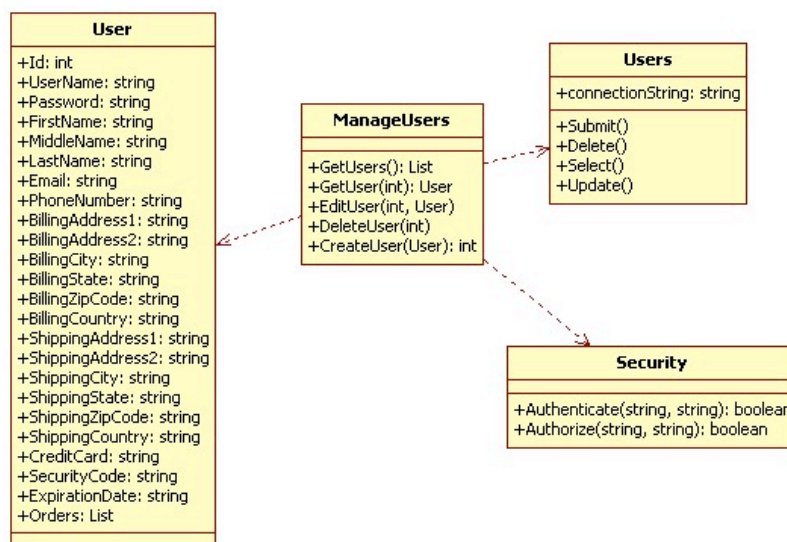 User
+Id: int
+UserName: string
+Password: string
+FirstName: string
+MiddleName: string
+LastName: string
+Email: string
+PhoneNumber: string
+BillingAddress1: string
+BillingAddress2: string
+BillingCity: string
+BillingState: string
+BillingZipCode: string
+BillingCountry: string
+ShippingAddress1: string
+ShippingAddress2: string
+ShippingCity: string
+ShippingState: string
+ShippingZipCode: string
+ShippingCountry: string
+CreditCard: string
+SecurityCode: string
+ExpirationDate: string
+Orders: List
ManageUsers
+GetUsers(): List
+GetUser(int): User
+EditUser(int, User)
+DeleteUser(int)
+CreateUser(User): int
Users
+connectionString: string
+Submit()
+Delete()
+Select()
+Update()
Security
+Authenticate(string, string): boolean
+Authorize(string, string): boolean